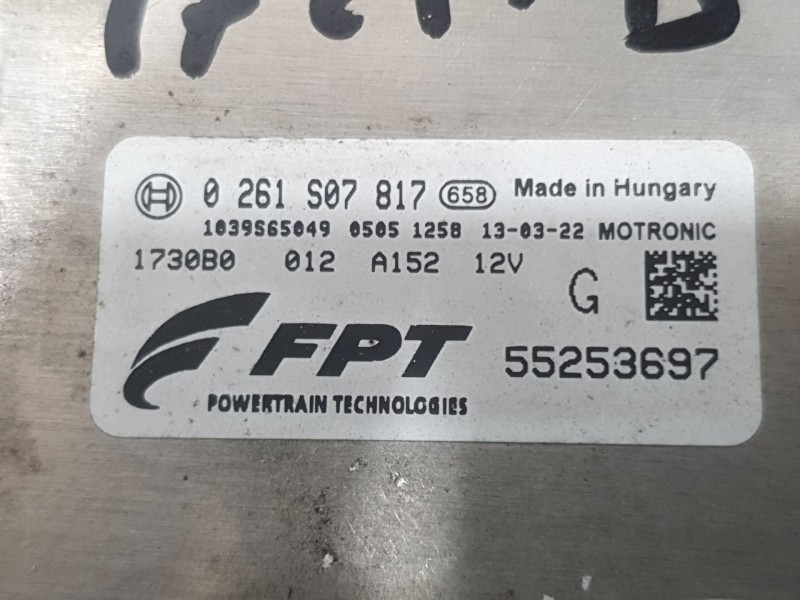 0 261 S07 817 658 Made in Hungary
1039S65049 0505 1258 13-03-22 MOTRONIC
1730B0 012 A152 12V
G
FPT 55253697
POWERTRAIN TECHNOLOGIES